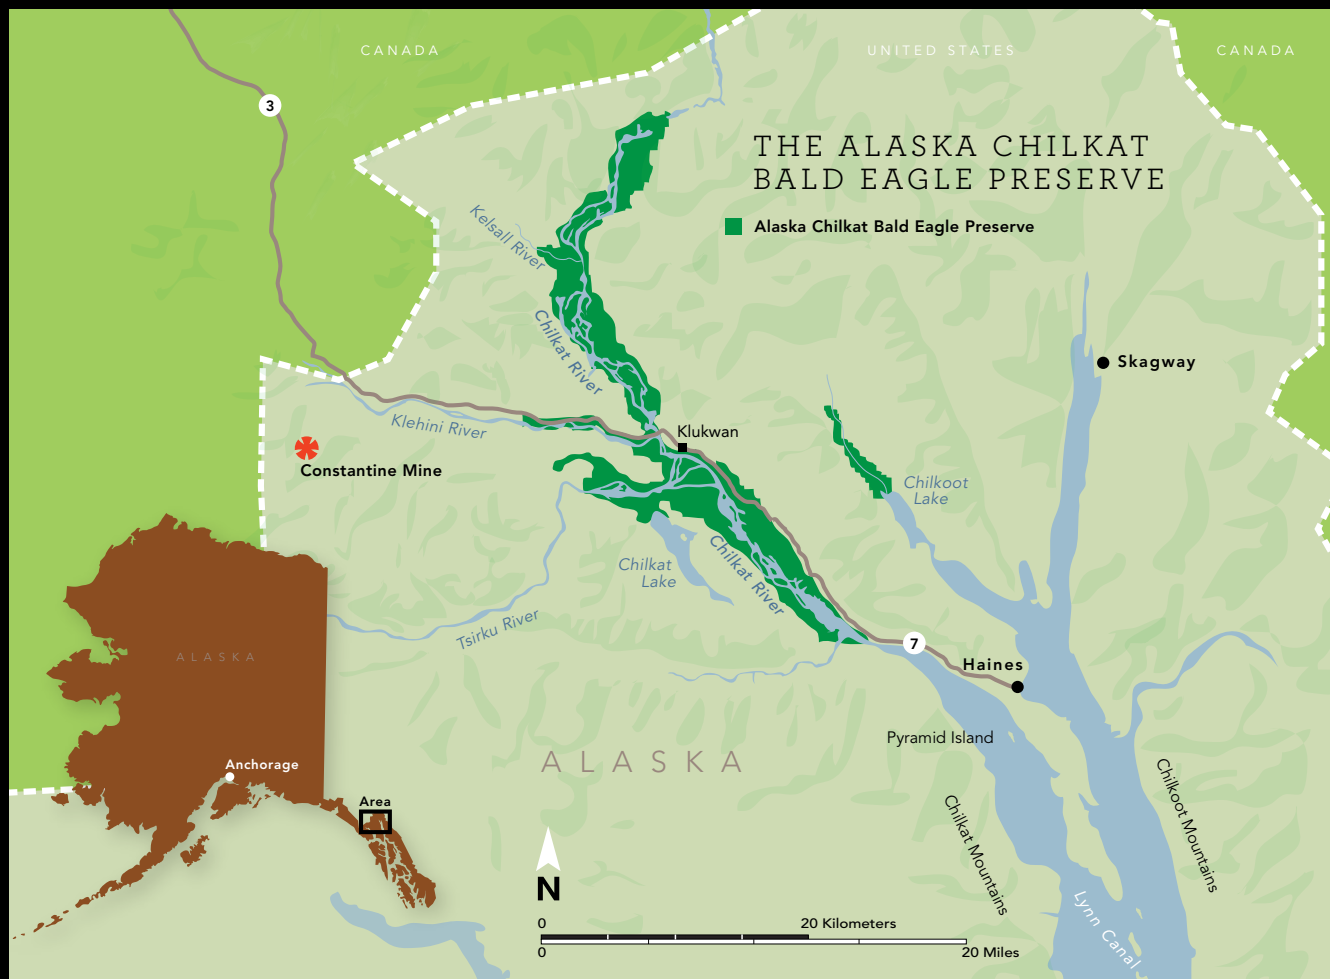 CANADA
UNITED STATES
CANADA
3
THE ALASKA CHILKAT
BALD EAGLE PRESERVE
Alaska Chilkat Bald Eagle Preserve
Kelsall River
Chilkat River
Skagway
Klehini River
Klukwan
Constantine Mine
Chilkoot
Lake
Chilkat
Lake
Chilkat River
Tsirku River
7
Haines
ALASKA
Pyramid Island
ALASKA
Anchorage
Area
Chilkat Mountains
Chilkoot Mountains
Lynn Canal
N
0
20 Kilometers
0
20 Miles